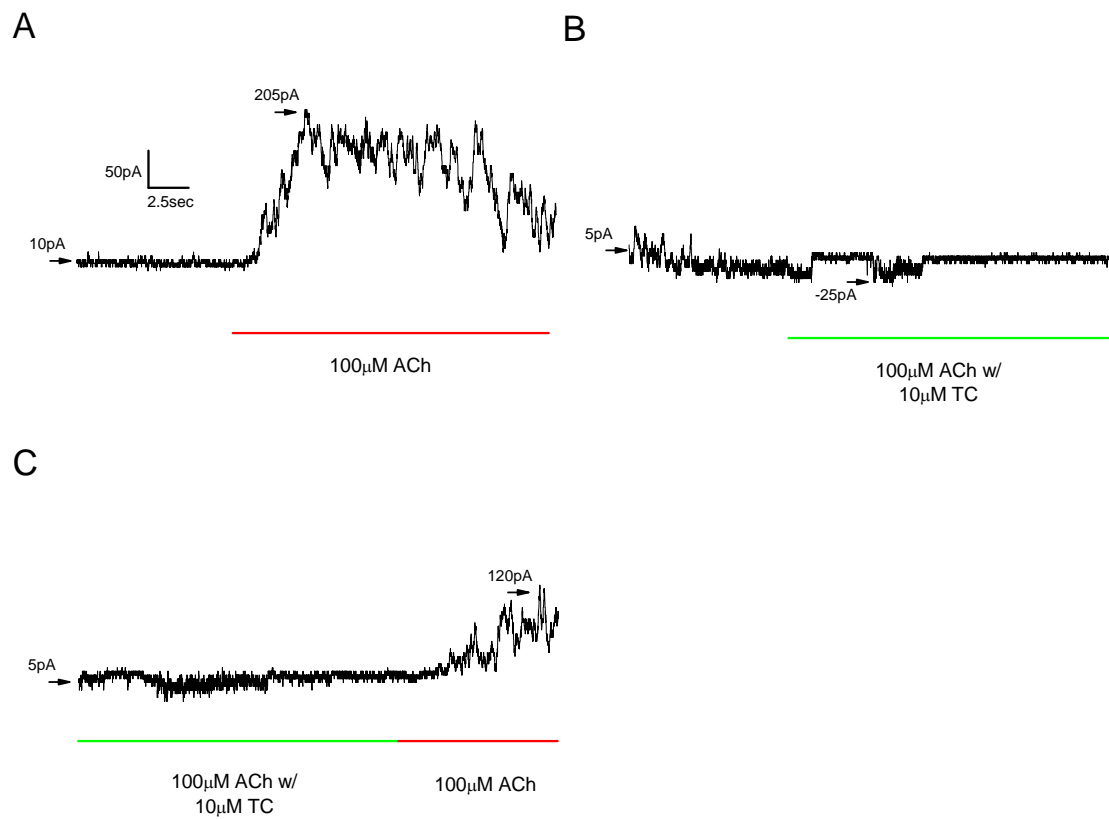 A
B
205pA
50pA
2.5sec
10pA
5pA
-25pA
100μM ACh
100μM ACh w/
10μM TC
C
120pA
5pA
100μM ACh w/
10μM TC
100μM ACh